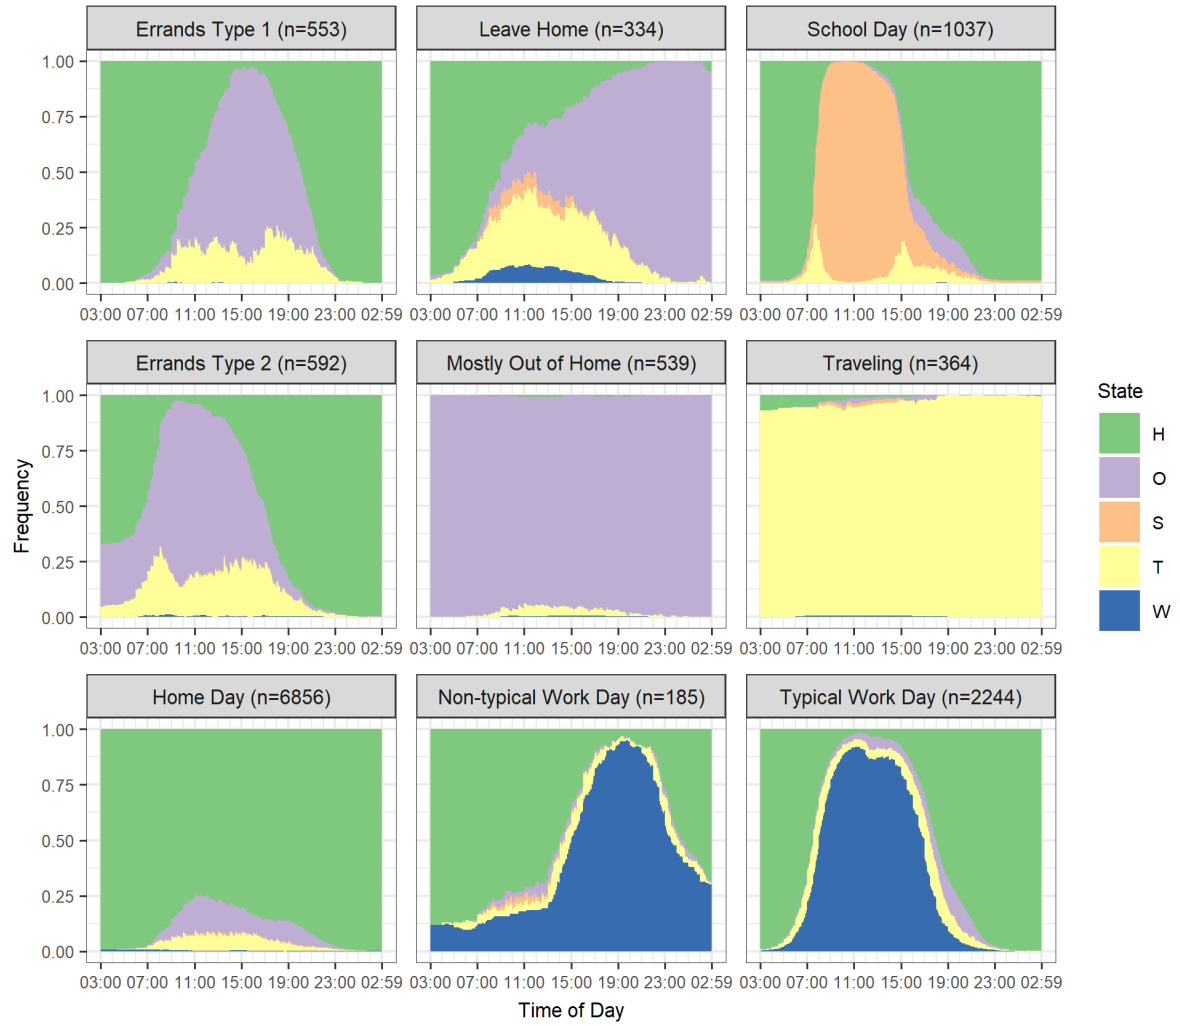 Errands Type 1 (n=553)
Leave Home (n=334)
School Day (n=1037)
1.00
0.75
0.50
0.25
0.00
03:00 07:00 11:00 15:00 19:00 23:00 02:59
03:00 07:00 11:00 15:00 19:00 23:00 02:59
03:00 07:00 11:00 15:00 19:00 23:00 02:59
Errands Type 2 (n=592)
Mostly Out of Home (n=539)
Traveling (n=364)
1.00
0.75
0.50
0.25
0.00
03:00 07:00 11:00 15:00 19:00 23:00 02:59
03:00 07:00 11:00 15:00 19:00 23:00 02:59
03:00 07:00 11:00 15:00 19:00 23:00 02:59
Home Day (n=6856)
Non-typical Work Day (n=185)
Typical Work Day (n=2244)
1.00
0.75
0.50
0.25
0.00
03:00 07:00 11:00 15:00 19:00 23:00 02:59
03:00 07:00 11:00 15:00 19:00 23:00 02:59
03:00 07:00 11:00 15:00 19:00 23:00 02:59
Frequency
Time of Day
State
H
O
S
T
W